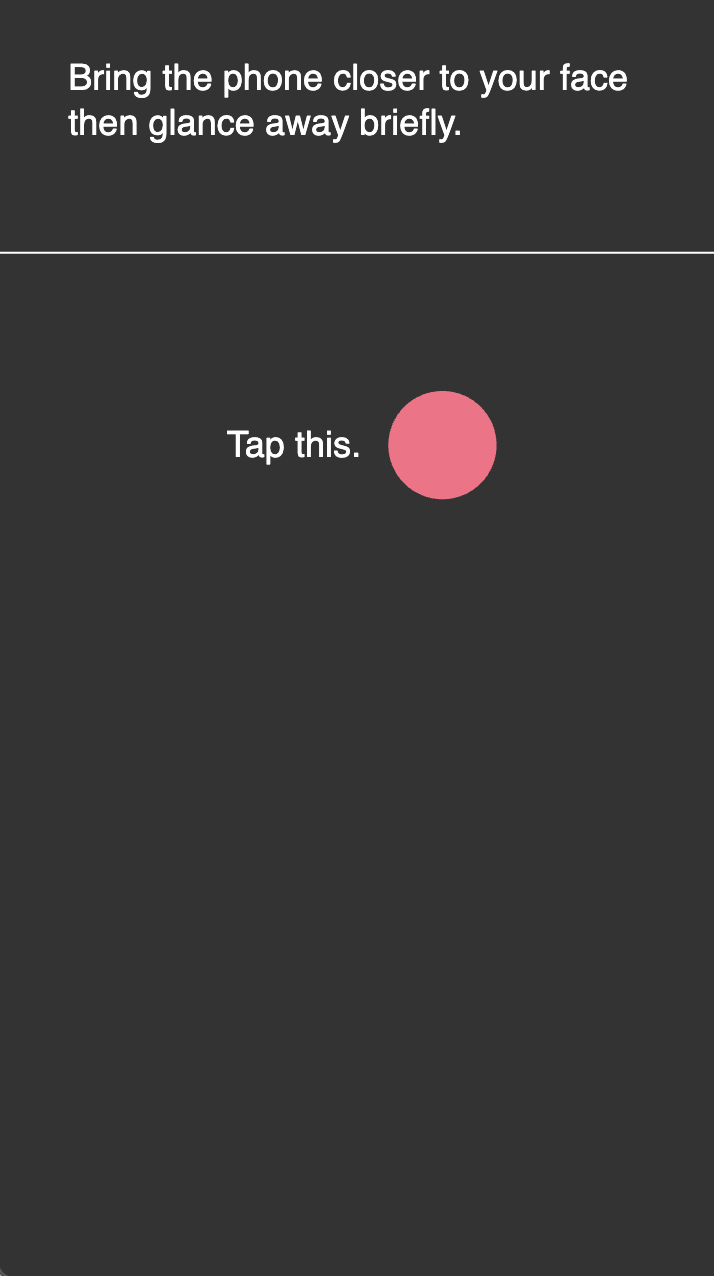 Bring the phone closer to your face
then glance away briefly.
Tap this.